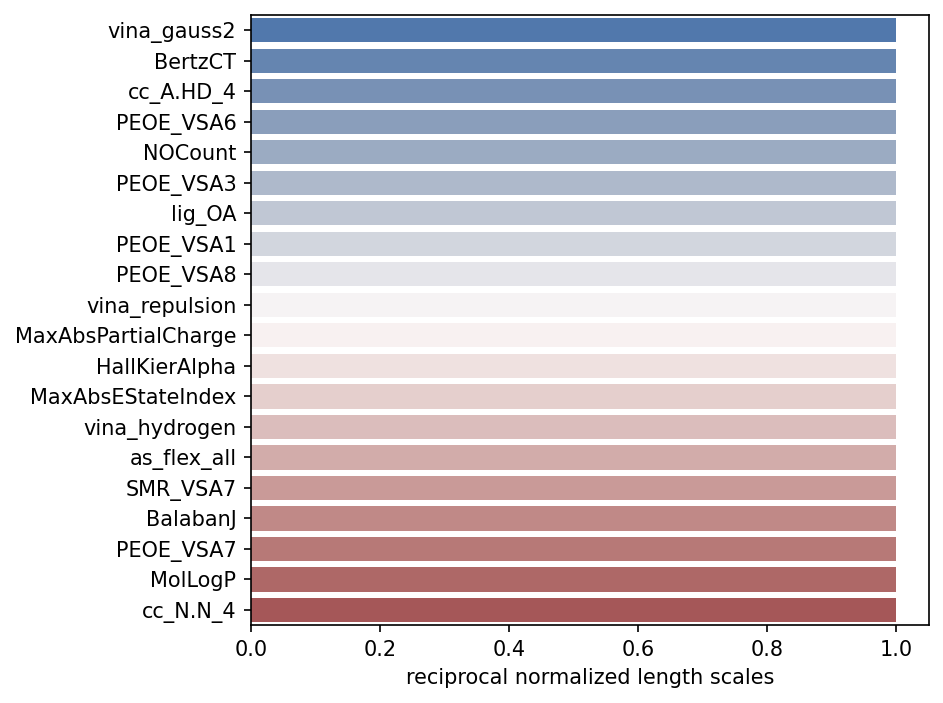 vina_gauss2
BertzCT
cc_A.HD_4
PEOE_VSA6
NOCount
PEOE_VSA3
lig_OA
PEOE_VSA1
PEOE_VSA8
vina_repulsion
MaxAbsPartialCharge
HallKierAlpha
MaxAbsEStateIndex
vina_hydrogen
as_flex_all
SMR_VSA7
BalabanJ
PEOE_VSA7
MolLogP
cc_N.N_4
0.0 0.2 0.4 0.6 0.8 1.0
reciprocal normalized length scales